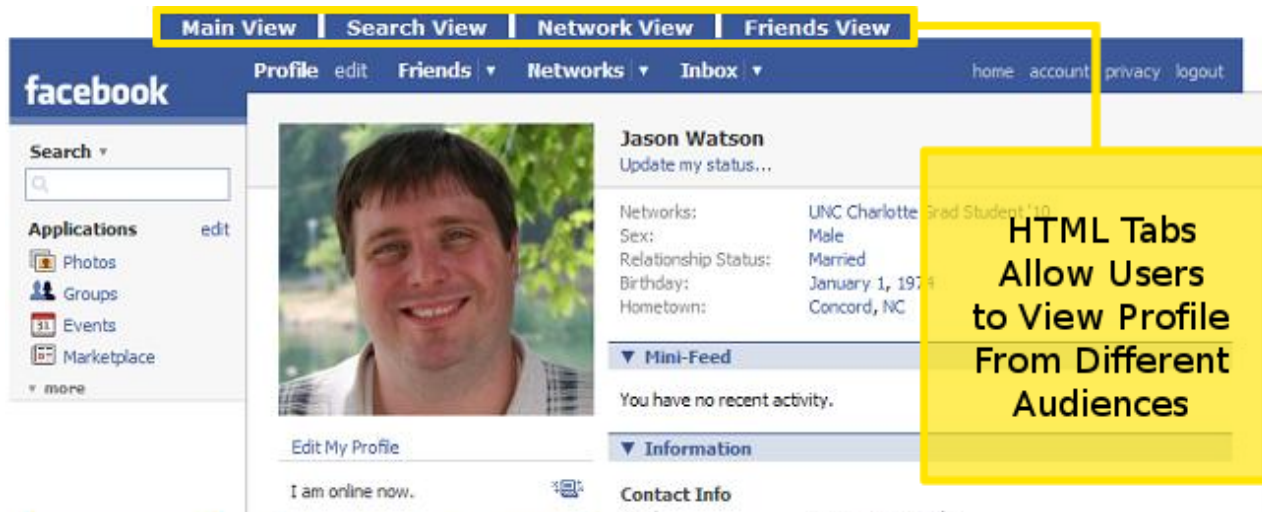 Main View Search View Network View Friends View
facebook
Profile edit Friends Networks Inbox home account privacy logout
Search
Applications edit
Photos
Groups
31 Events
Marketplace
more
Edit My Profile
I am online now.
Jason Watson
Update my status...
Networks: UNC Charlotte Grad Student '10
Sex: Male
Relationship Status: Married
Birthday: January 1, 1974
Hometown: Concord, NC
Mini-Feed
You have no recent activity.
Information
Contact Info
HTML Tabs
Allow Users
to View Profile
From Different
Audiences